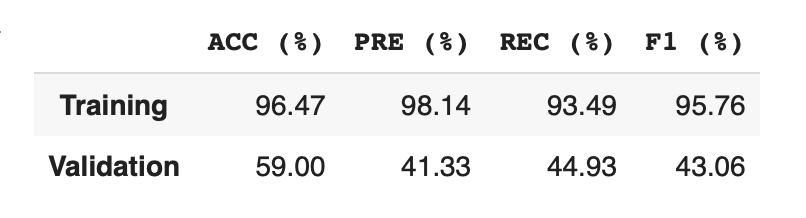 ACC (%) PRE (%) REC (%) F1 (%)
Training 96.47 98.14 93.49 95.76
Validation 59.00 41.33 44.93 43.06